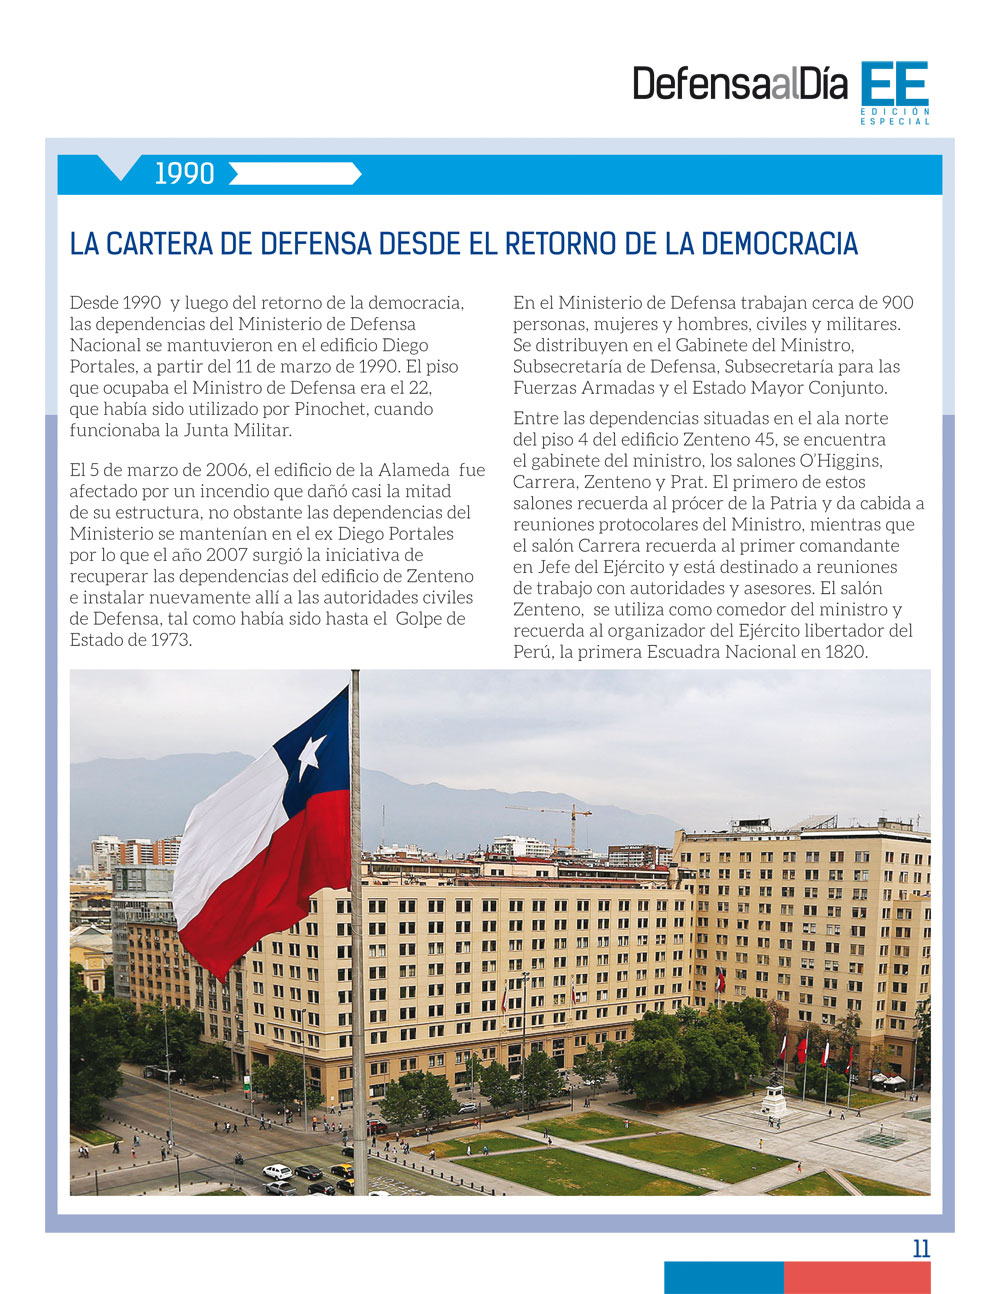 DefensaalDía EE
EDICIÓN
ESPECIAL
1990
LA CARTERA DE DEFENSA DESDE EL RETORNO DE LA DEMOCRACIA
Desde 1990 y luego del retorno de la democracia,
las dependencias del Ministerio de Defensa
Nacional se mantuvieron en el edificio Diego
Portales, a partir del 11 de marzo de 1990. El piso
que ocupaba el Ministro de Defensa era el 22,
que había sido utilizado por Pinochet, cuando
funcionaba la Junta Militar.
El 5 de marzo de 2006, el edificio de la Alameda fue
afectado por un incendio que dañó casi la mitad
de su estructura, no obstante las dependencias del
Ministerio se mantenían en el ex Diego Portales
por lo que el año 2007 surgió la iniciativa de
recuperar las dependencias del edificio de Zenteno
e instalar nuevamente allí a las autoridades civiles
de Defensa, tal como había sido hasta el Golpe de
Estado de 1973.
En el Ministerio de Defensa trabajan cerca de 900
personas, mujeres y hombres, civiles y militares.
Se distribuyen en el Gabinete del Ministro,
Subsecretaría de Defensa, Subsecretaría para las
Fuerzas Armadas y el Estado Mayor Conjunto.
Entre las dependencias situadas en el ala norte
del piso 4 del edificio Zenteno 45, se encuentra
el gabinete del ministro, los salones O'Higgins,
Carrera, Zenteno y Prat. El primero de estos
salones recuerda al prócer de la Patria y da cabida a
reuniones protocolares del Ministro, mientras que
el salón Carrera recuerda al primer comandante
en Jefe del Ejército y está destinado a reuniones
de trabajo con autoridades y asesores. El salón
Zenteno, se utiliza como comedor del ministro y
recuerda al organizador del Ejército libertador del
Perú, la primera Escuadra Nacional en 1820.
11